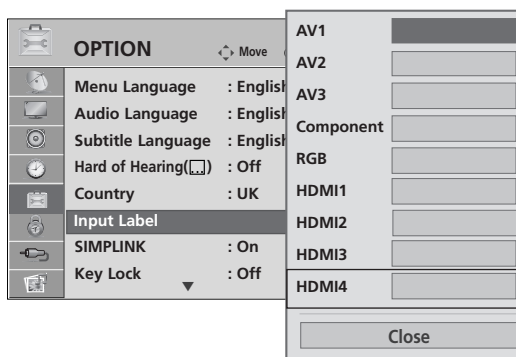 OPTION
Move
Menu Language : English
Audio Language : English
Subtitle Language : English
Hard of Hearing( ) : Off
Country : UK
Input Label
SIMPLINK : On
Key Lock : Off
AV1
AV2
AV3
Component
RGB
HDMI1
HDMI2
HDMI3
HDMI4
Close